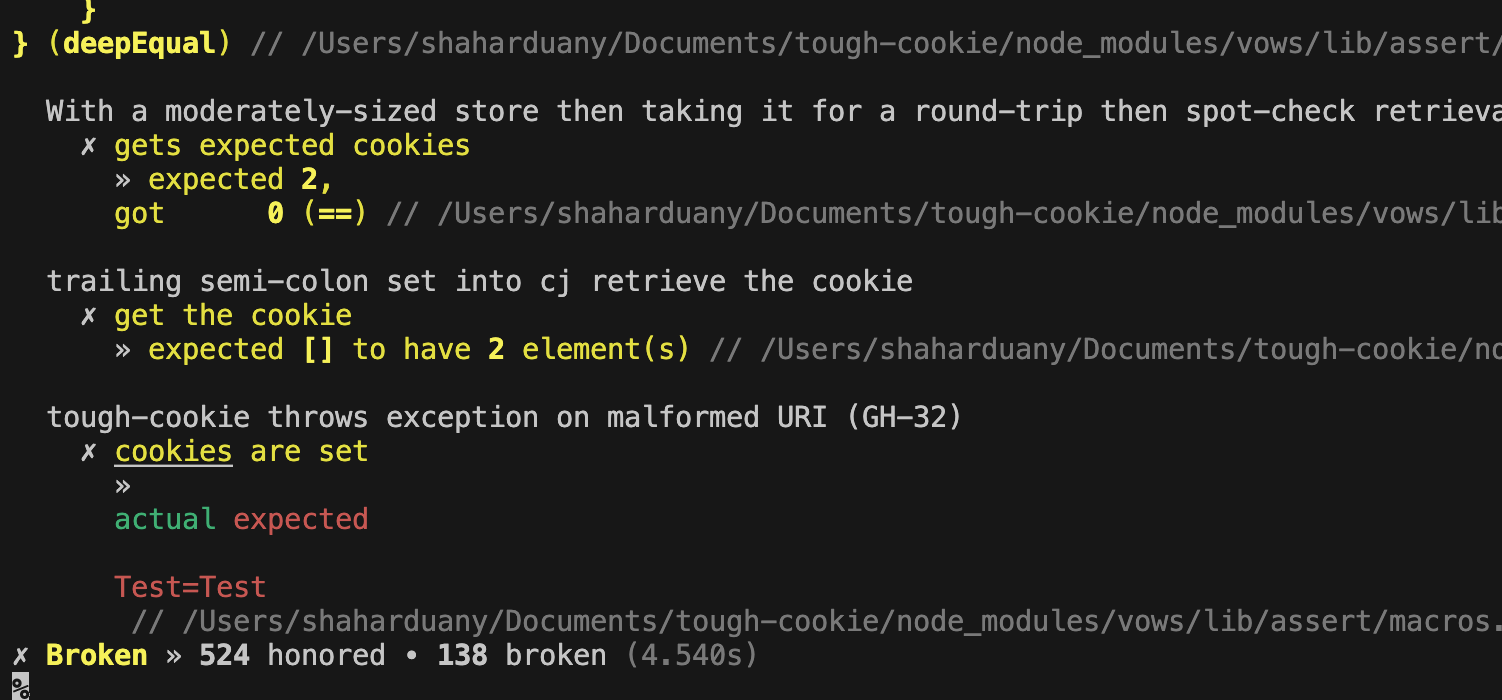 }
} (deepEqual) // /Users/shaharduany/Documents/tough-cookie/node_modules/vows/lib/assert/
With a moderately-sized store then taking it for a round-trip then spot-check retrieva
✗ gets expected cookies
» expected 2,
got 0 (==) // /Users/shaharduany/Documents/tough-cookie/node_modules/vows/lib
trailing semi-colon set into cj retrieve the cookie
✗ get the cookie
» expected [] to have 2 element(s) // /Users/shaharduany/Documents/tough-cookie/no
tough-cookie throws exception on malformed URI (GH-32)
✗ cookies are set
»
actual expected
Test=Test
// /Users/shaharduany/Documents/tough-cookie/node_modules/vows/lib/assert/macros.
✗ Broken » 524 honored • 138 broken (4.540s)
%